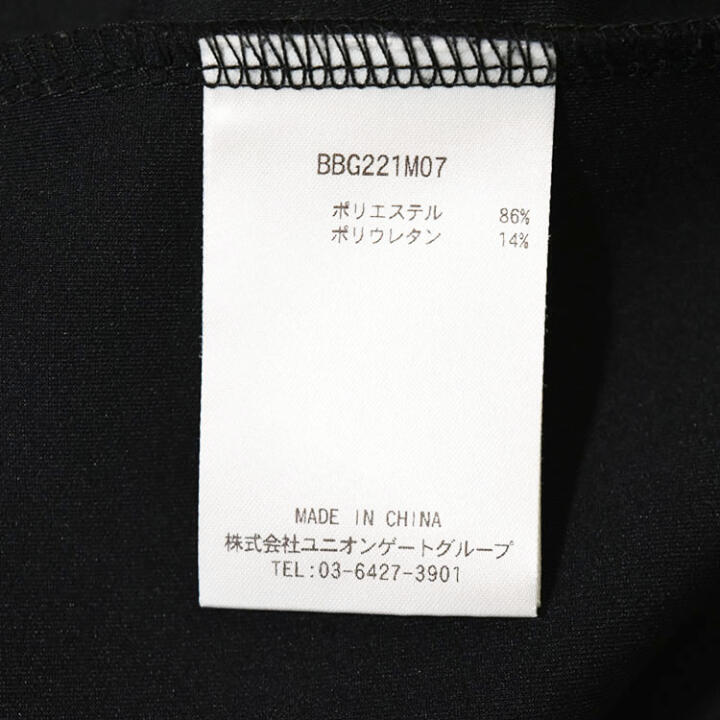 BBG221M07
ポリエステル 86%
ポリウレタン 14%
MADE IN CHINA
株式会社ユニオンゲートグループ
TEL:03-6427-3901